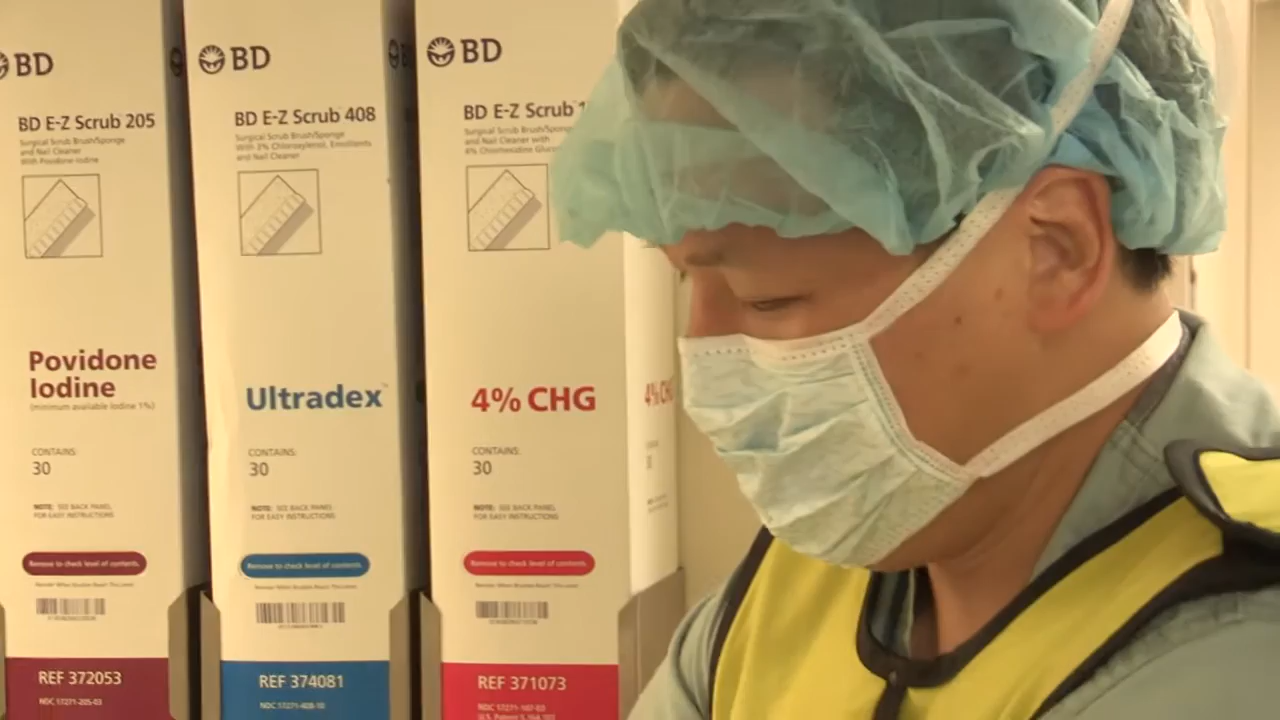 BD
BD E-Z Scrub 205
Surgical Scrub Brush/Sponge
and Nail Cleaner
With Povidone-Iodine
Povidone
Iodine
(minimum available iodine 1%)
CONTAINS:
30
NOTE: SEE BACK PANEL
FOR EASY INSTRUCTIONS
Remove to check level of contents.
REF 372053
NDC 17271-205-03
BD
BD E-Z Scrub 408
Surgical Scrub Brush/Sponge
With 3% Chloroxylenol, Emollients
and Nail Cleaner
Ultradex™
CONTAINS:
30
NOTE: SEE BACK PANEL
FOR EASY INSTRUCTIONS
Remove to check level of contents.
REF 374081
BD
BD E-Z Scrub
Surgical Scrub Brush/Sponge
and Nail Cleaner with
4% CHG
CONTAINS:
30
NOTE: SEE BACK PANEL
FOR EASY INSTRUCTIONS
Remove to check level of contents.
REF 371073
4% CHG